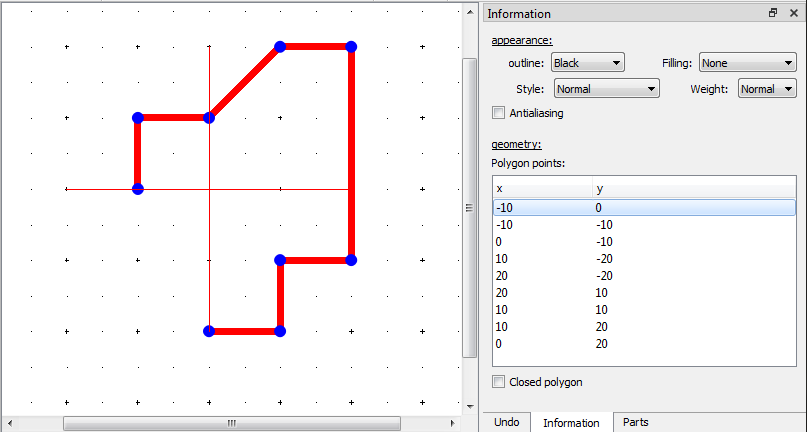 Information
appearance:
outline: Black Filling: None
Style: Normal Weight: Normal
Antialiasing
geometry:
Polygon points:
x y
-10 0
-10 -10
0 -10
10 -20
20 -20
20 10
10 10
10 20
0 20
Closed polygon
Undo Information Parts